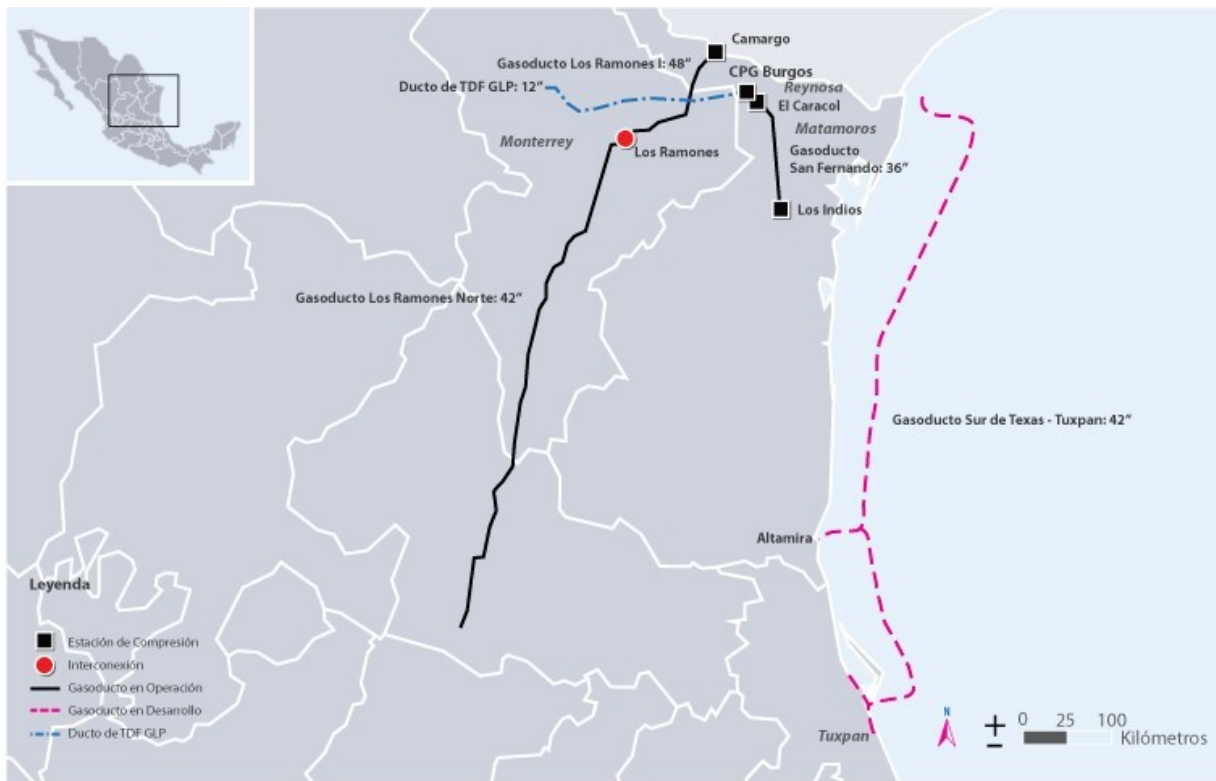 Camargo
Gasoducto Los Ramones I: 48”
CPG Burgos
Ducto de TDF GLP: 12”
Reynosa
El Caracol
Matamoros
Monterrey
Los Ramones
Gasoducto
San Fernando: 36”
Los Indios
Gasoducto Los Ramones Norte: 42”
Gasoducto Sur de Texas - Tuxpan: 42”
Altamira
Leyenda
Estación de Compresión
Interconexión
Gasoducto en Operación
Gasoducto en Desarrollo
Ducto de TDF GLP
Tuxpan
N
+
−
0 25 100
Kilómetros